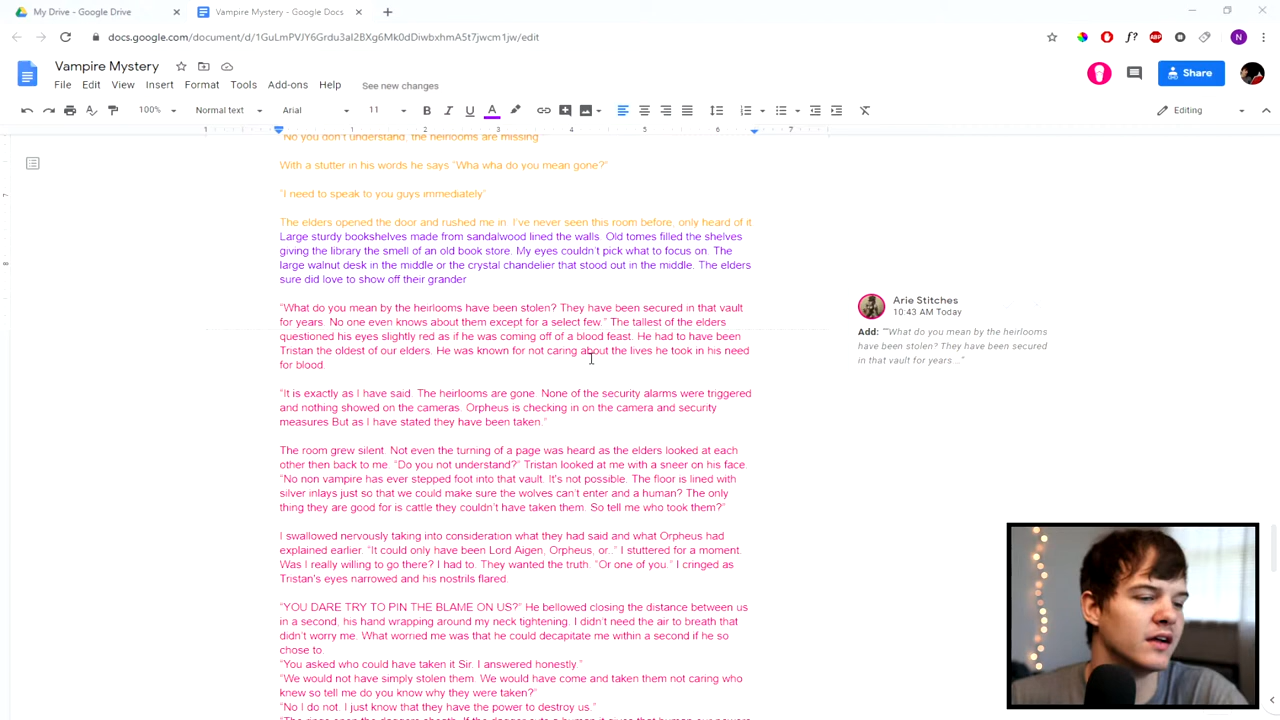 My Drive - Google Drive
Vampire Mystery - Google Docs
docs.google.com/document/d/1GuLmPVJY6Grdu3aI2BXg6Mk0dDiwbxhmA5t7jwcm1jw/edit
f?
ABP
N
Vampire Mystery
File Edit View Insert Format Tools Add-ons Help See new changes
Share
100% Normal text Arial 11
B I U A
Editing
1 1 2 3 4 5 6 7
"No you don't understand, the heirlooms are missing
With a stutter in his words he says "Wha wha do you mean gone?"
"I need to speak to you guys immediately"
The elders opened the door and rushed me in. I've never seen this room before, only heard of it
Large sturdy bookshelves made from sandalwood lined the walls. Old tomes filled the shelves
giving the library the smell of an old book store. My eyes couldn't pick what to focus on. The
large walnut desk in the middle or the crystal chandelier that stood out in the middle. The elders
sure did love to show off their grander
"What do you mean by the heirlooms have been stolen? They have been secured in that vault
for years. No one even knows about them except for a select few." The tallest of the elders
questioned his eyes slightly red as if he was coming off of a blood feast. He had to have been
Tristan the oldest of our elders. He was known for not caring about the lives he took in his need
for blood.
Arie Stitches
10:43 AM Today
Add: ""What do you mean by the heirlooms
have been stolen? They have been secured
in that vault for years ..."
"It is exactly as I have said. The heirlooms are gone. None of the security alarms were triggered
and nothing showed on the cameras. Orpheus is checking in on the camera and security
measures But as I have stated they have been taken."
The room grew silent. Not even the turning of a page was heard as the elders looked at each
other then back to me. "Do you not understand?" Tristan looked at me with a sneer on his face.
"No non vampire has ever stepped foot into that vault. It's not possible. The floor is lined with
silver inlays just so that we could make sure the wolves can't enter and a human? The only
thing they are good for is cattle they couldn't have taken them. So tell me who took them?"
I swallowed nervously taking into consideration what they had said and what Orpheus had
explained earlier. "It could only have been Lord Aigen, Orpheus, or.." I stuttered for a moment.
Was I really willing to go there? I had to. They wanted the truth. "Or one of you." I cringed as
Tristan's eyes narrowed and his nostrils flared.
"YOU DARE TRY TO PIN THE BLAME ON US?" He bellowed closing the distance between us
in a second, his hand wrapping around my neck tightening. I didn't need the air to breath that
didn't worry me. What worried me was that he could decapitate me within a second if he so
chose to.
"You asked who could have taken it Sir. I answered honestly."
"We would not have simply stolen them. We would have come and taken them not caring who
knew so tell me do you know why they were taken?"
"No I do not. I just know that they have the power to destroy us."